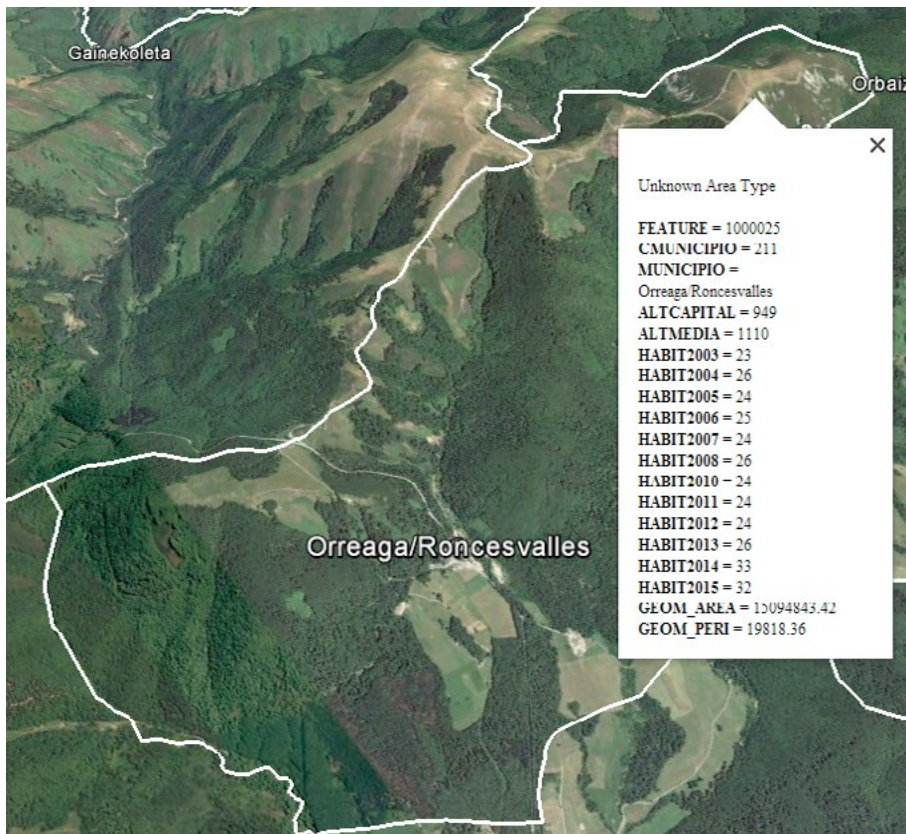 Gainekoleta
Orbaiz
Unknown Area Type
FEATURE = 1000025
CMUNICIPIO = 211
MUNICIPIO =
Orreaga/Roncesvalles
ALTCAPITAL = 949
ALTMEDIA = 1110
HABIT2003 = 23
HABIT2004 = 26
HABIT2005 = 24
HABIT2006 = 25
HABIT2007 = 24
HABIT2008 = 26
HABIT2010 = 24
HABIT2011 = 24
HABIT2012 = 24
HABIT2013 = 26
HABIT2014 = 33
HABIT2015 = 32
GEOM_AREA = 15094843.42
GEOM_PERI = 19818.36
Orreaga/Roncesvalles